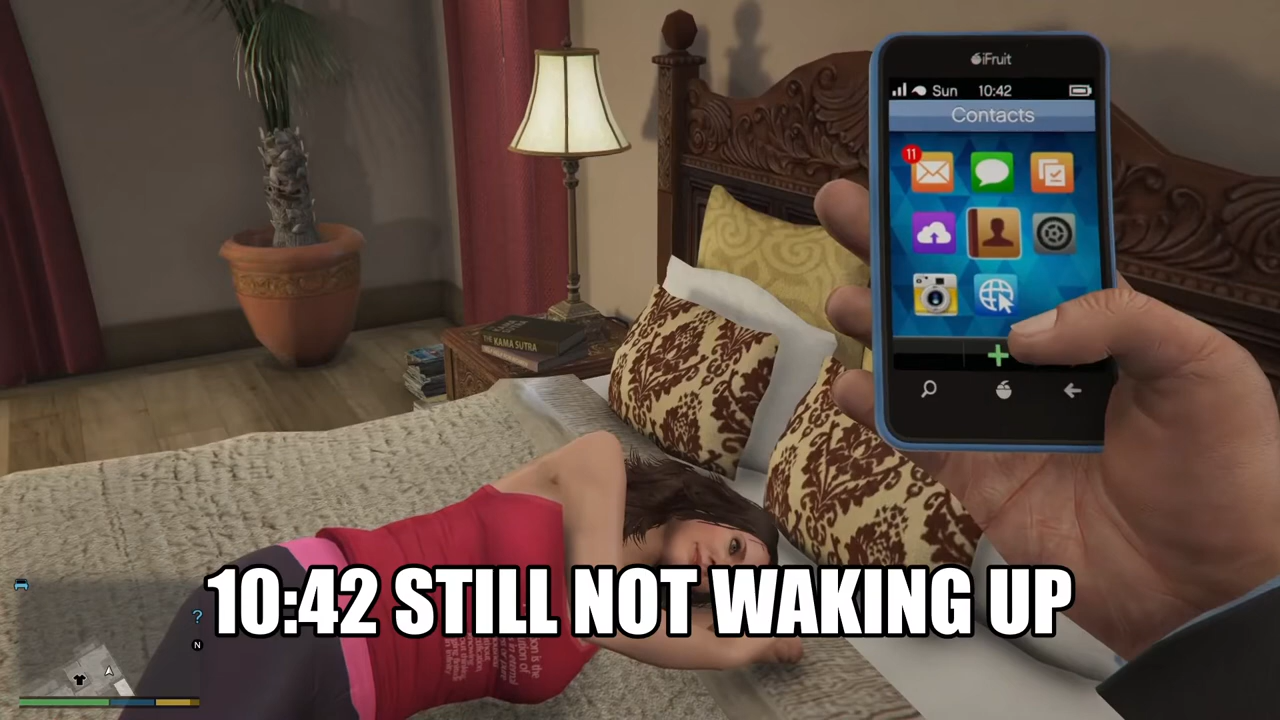 iFruit
Sun 10:42
Contacts
11
THE KAMA SUTRA
10:42 STILL NOT WAKING UP
?
N